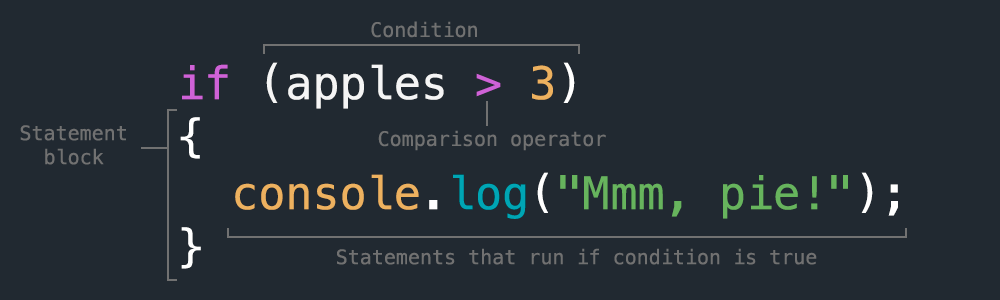 Condition
if (apples > 3)
Statement
block
{
Comparison operator
console.log("Mmm, pie!");
}
Statements that run if condition is true